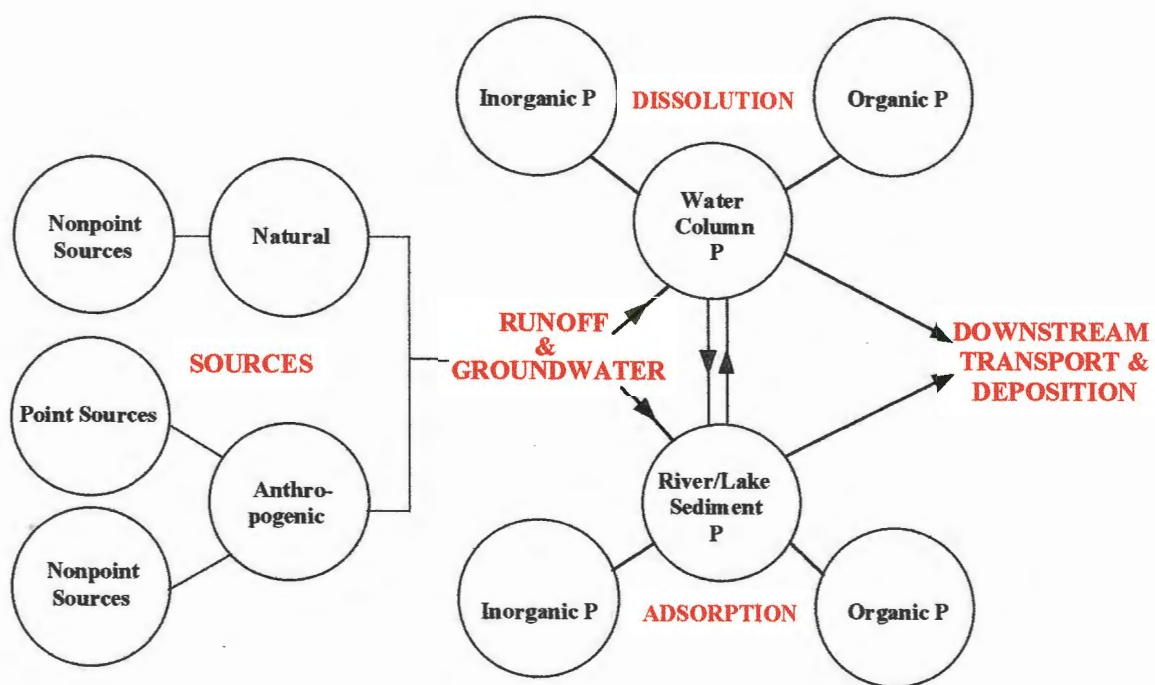 Inorganic P
DISSOLUTION
Organic P
Water
Column
P
Nonpoint
Sources
Natural
SOURCES
Point Sources
Anthro-
pogenic
Nonpoint
Sources
RUNOFF
&
GROUNDWATER
DOWNSTREAM
TRANSPORT &
DEPOSITION
River/Lake
Sediment
P
Inorganic P
ADSORPTION
Organic P